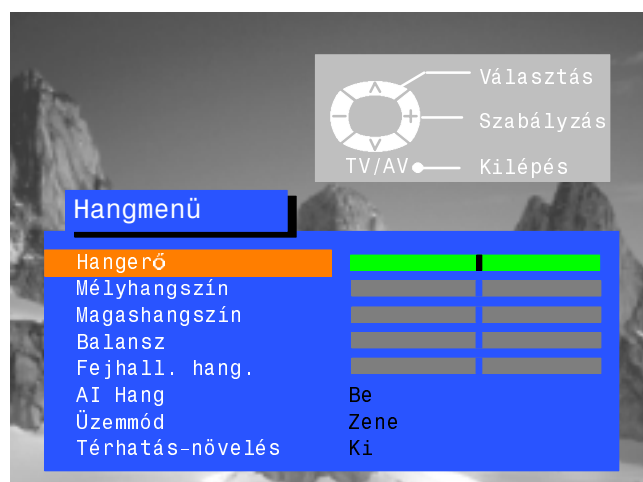 Választás
Szabályzás
TV/AV Kilépés
Hangmenü
Hangerő
Mélyhangszín
Magashangszín
Balansz
Fejhall. hang.
AI Hang Be
Üzemmód Zene
Térhatás-növelés Ki